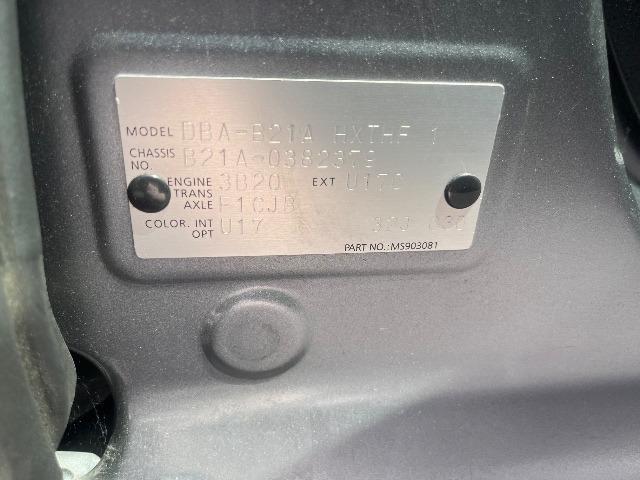 MODEL DBA-B21A HXTHF 1
CHASSIS NO. B21A-0382379
ENGINE 3B20 EXT U17C
TRANS AXLE F1CJB
COLOR. INT OPT U17
PART NO.:MS903081